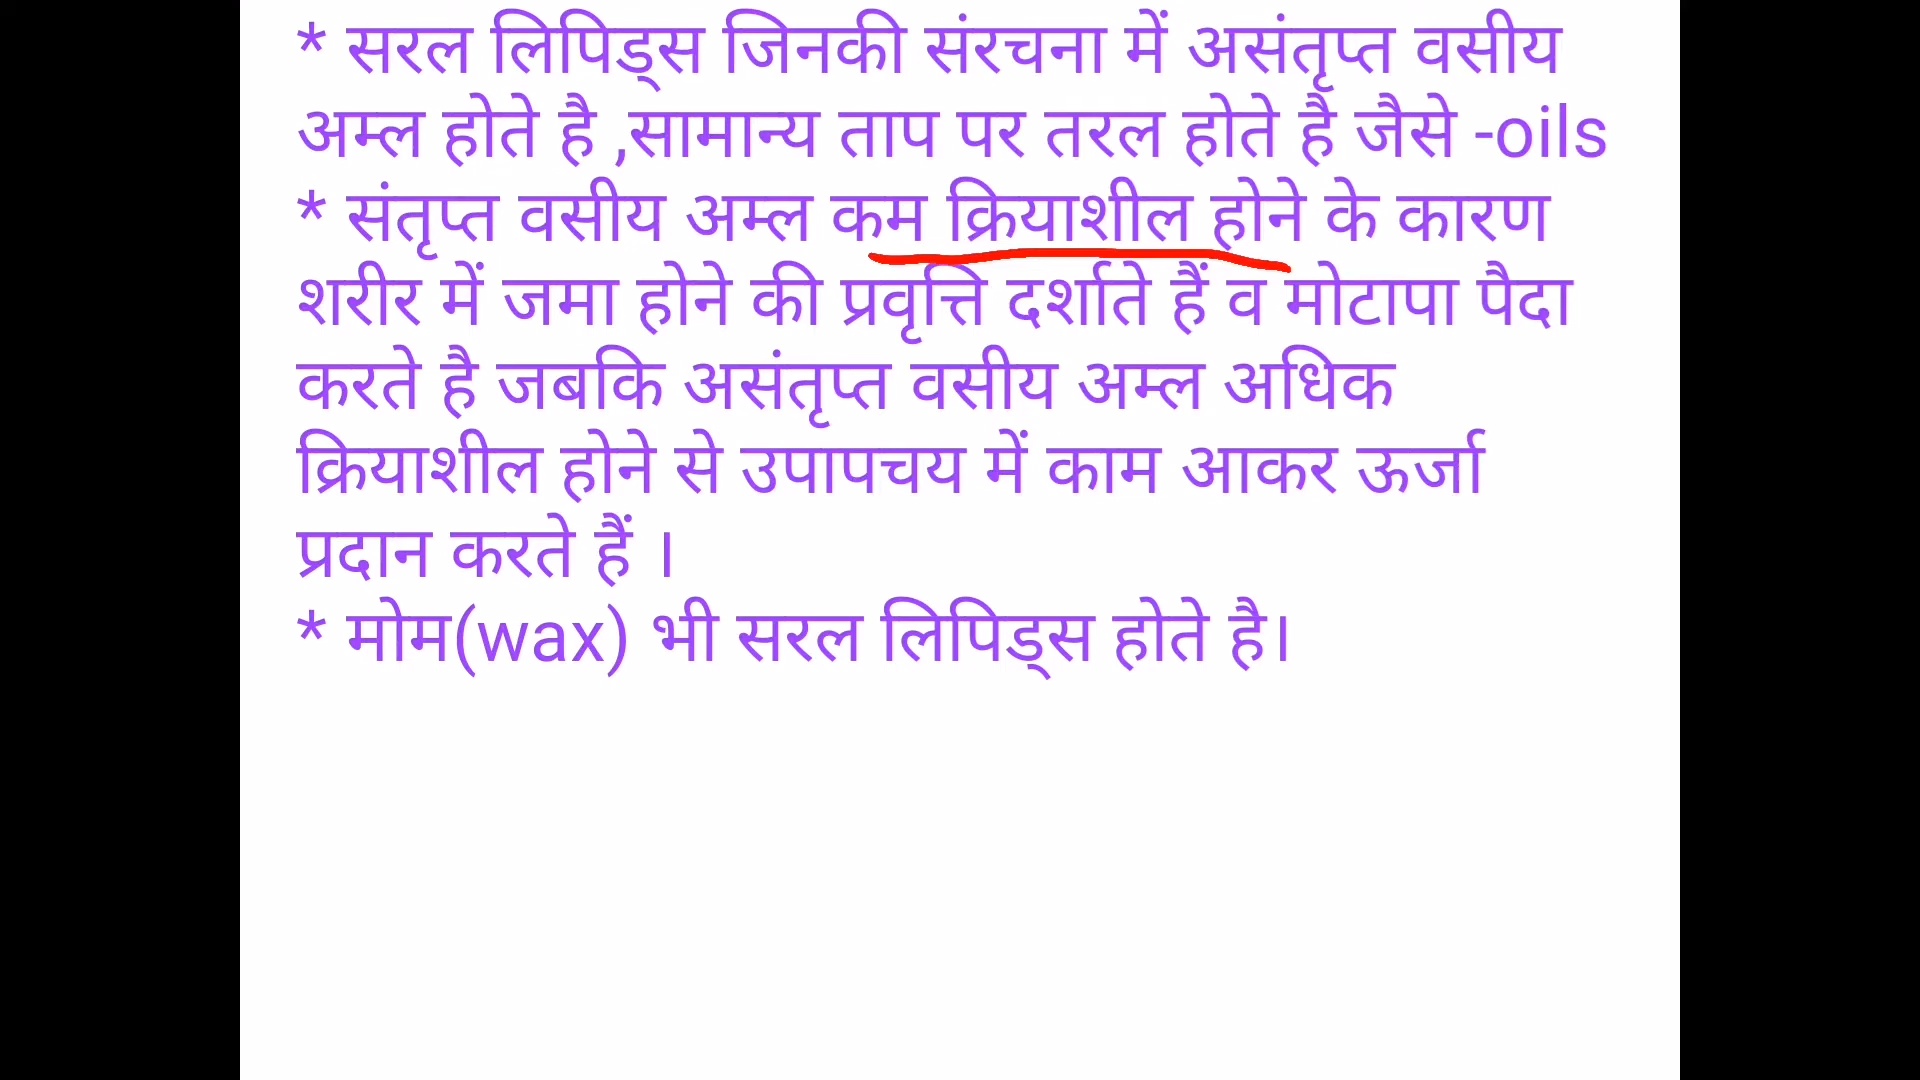 * सरल लिपिड्स जिनकी संरचना में असंतृप्त वसीय
अम्ल होते है ,सामान्य ताप पर तरल होते है जैसे -oils
* संतृप्त वसीय अम्ल कम क्रियाशील होने के कारण
शरीर में जमा होने की प्रवृत्ति दर्शाते हैं व मोटापा पैदा
करते है जबकि असंतृप्त वसीय अम्ल अधिक
क्रियाशील होने से उपापचय में काम आकर ऊर्जा
प्रदान करते हैं ।
* मोम(wax) भी सरल लिपिड्स होते है।